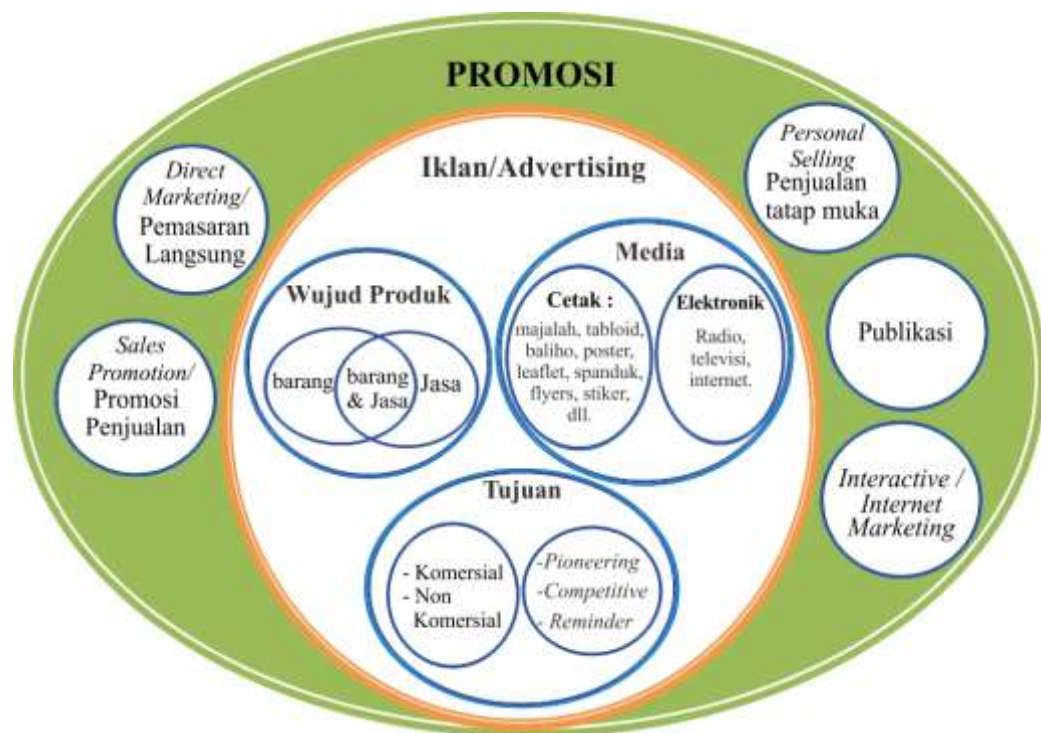 PROMOSI
Iklan/Advertising
Direct
Marketing/
Pemasaran
Langsung
Sales
Promotion/
Promosi
Penjualan
Wujud Produk
barang
barang
& Jasa
Jasa
Media
Cetak :
majalah, tabloid,
baliho, poster,
leaflet, spanduk,
flyers, stiker,
dll.
Elektronik
Radio,
televisi,
internet.
Tujuan
- Komersial
- Non
Komersial
-Pioneering
-Competitive
- Reminder
Personal
Selling
Penjualan
tatap muka
Publikasi
Interactive /
Internet
Marketing